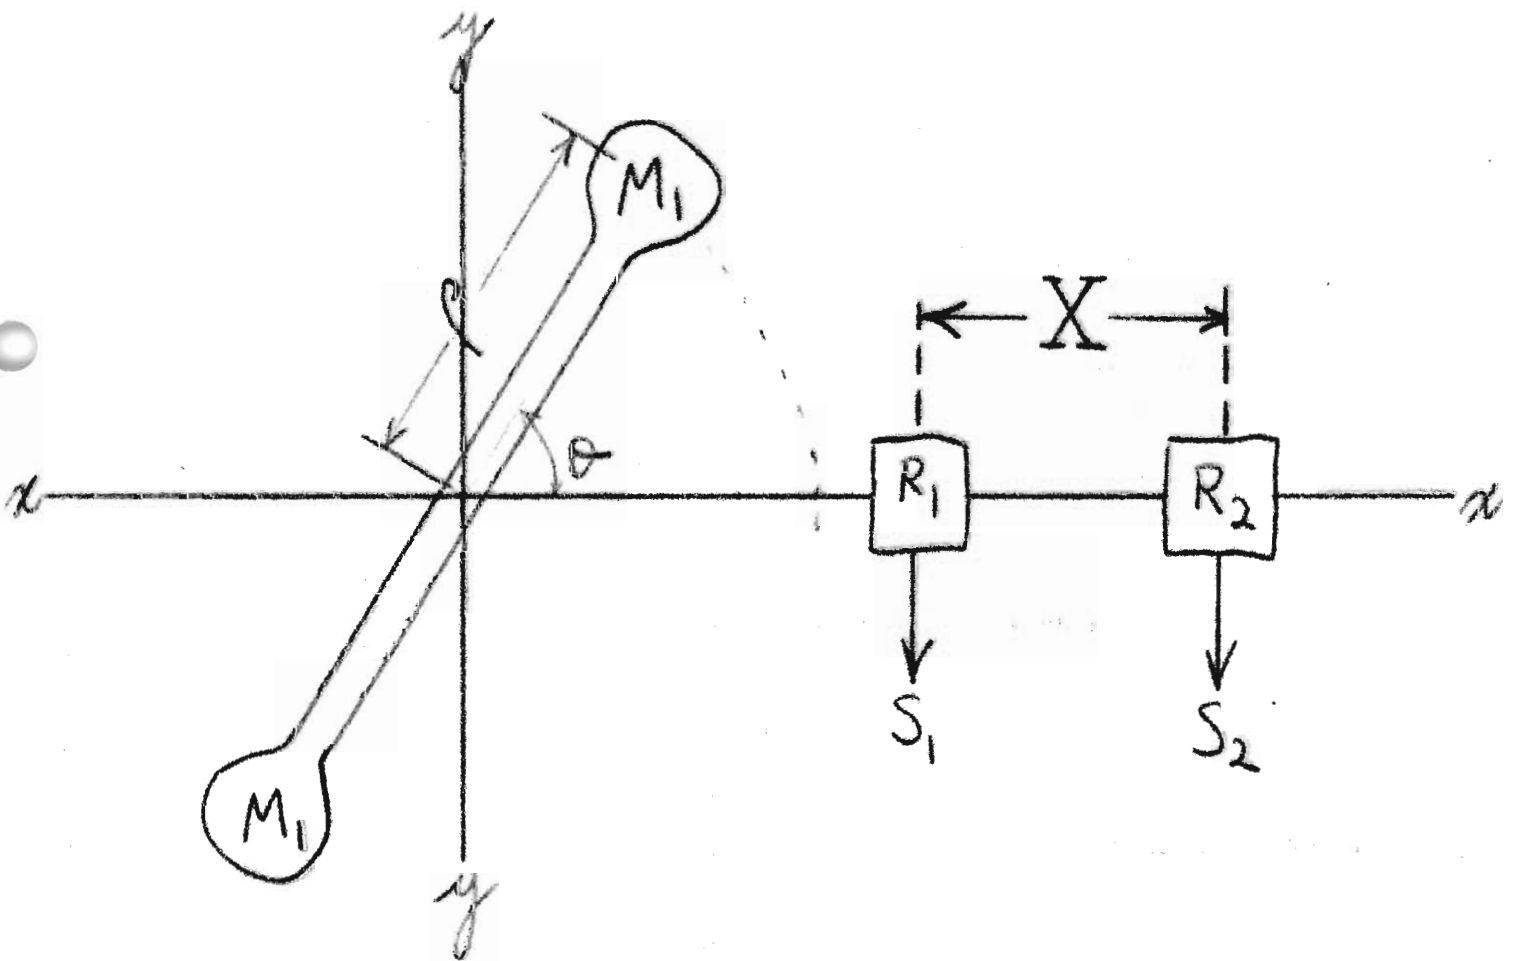 y
M₁
ρ
X
θ
x
R₁
R₂
x
S₁
S₂
M₁
y